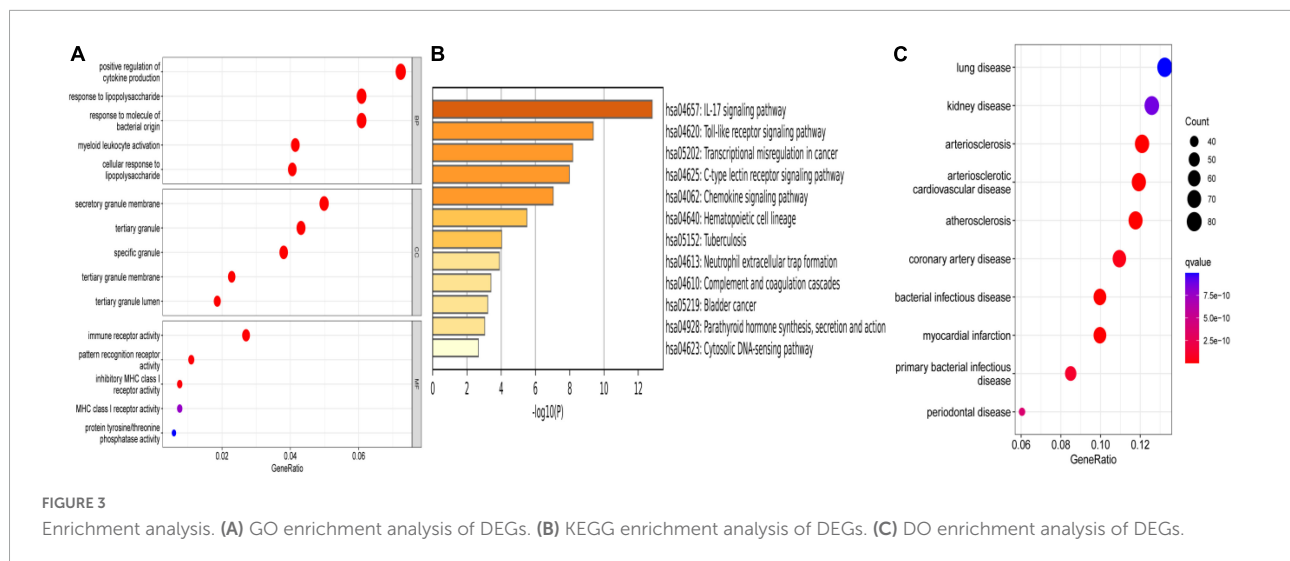 A
positive regulation of
cytokine production
response to lipopolysaccharide
response to molecule of
bacterial origin
myeloid leukocyte activation
cellular response to
lipopolysaccharide
BP
secretory granule membrane
tertiary granule
specific granule
tertiary granule membrane
tertiary granule lumen
CC
immune receptor activity
pattern recognition receptor
activity
inhibitory MHC class I
receptor activity
MHC class I receptor activity
protein tyrosine/threonine
phosphatase activity
MF
0.02 0.04 0.06
GeneRatio
B
hsa04657: IL-17 signaling pathway
hsa04620: Toll-like receptor signaling pathway
hsa05202: Transcriptional misregulation in cancer
hsa04625: C-type lectin receptor signaling pathway
hsa04062: Chemokine signaling pathway
hsa04640: Hematopoietic cell lineage
hsa05152: Tuberculosis
hsa04613: Neutrophil extracellular trap formation
hsa04610: Complement and coagulation cascades
hsa05219: Bladder cancer
hsa04928: Parathyroid hormone synthesis, secretion and action
hsa04623: Cytosolic DNA-sensing pathway
0 2 4 6 8 10 12
-log10(P)
C
lung disease
kidney disease
arteriosclerosis
arteriosclerotic
cardiovascular disease
atherosclerosis
coronary artery disease
bacterial infectious disease
myocardial infarction
primary bacterial infectious
disease
periodontal disease
0.06 0.08 0.10 0.12
GeneRatio
Count
40
50
60
70
80
qvalue
7.5e-10
5.0e-10
2.5e-10
FIGURE 3
Enrichment analysis. (A) GO enrichment analysis of DEGs. (B) KEGG enrichment analysis of DEGs. (C) DO enrichment analysis of DEGs.